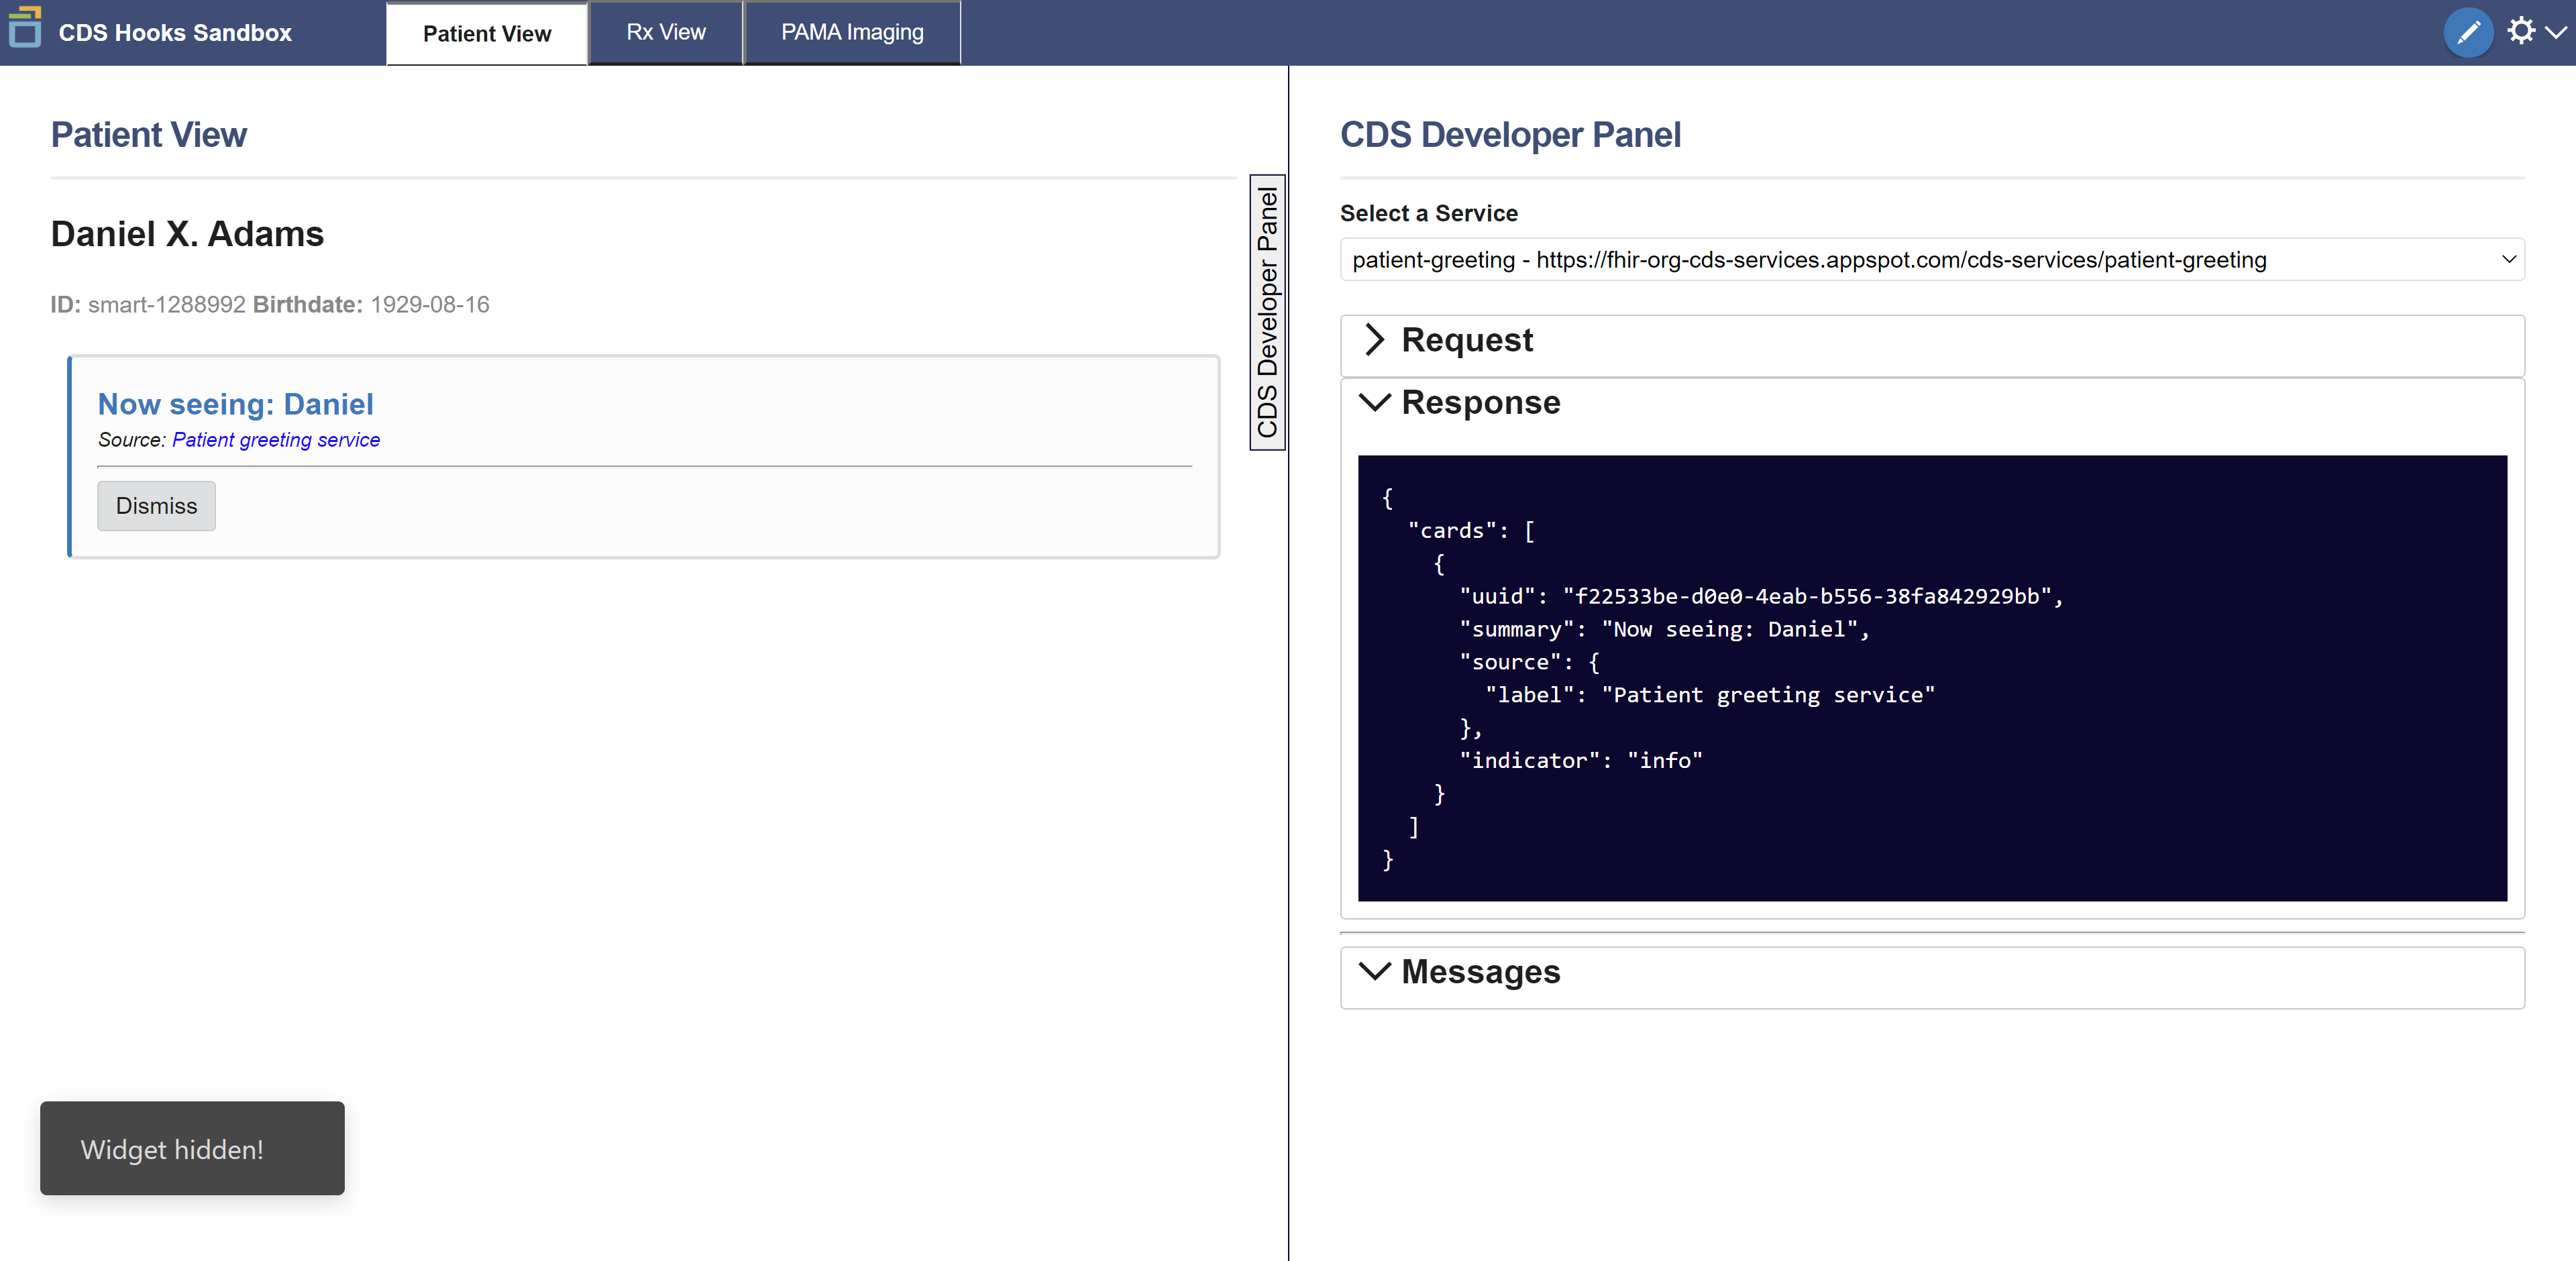 CDS Hooks Sandbox
Patient View
Rx View
PAMA Imaging
Patient View
Daniel X. Adams
ID: smart-1288992 Birthdate: 1929-08-16
Now seeing: Daniel
Source: Patient greeting service
Dismiss
Widget hidden!
CDS Developer Panel
CDS Developer Panel
Select a Service
patient-greeting - https://fhir-org-cds-services.appspot.com/cds-services/patient-greeting
Request
Response
{
  "cards": [
    {
      "uuid": "f22533be-d0e0-4eab-b556-38fa842929bb",
      "summary": "Now seeing: Daniel",
      "source": {
        "label": "Patient greeting service"
      },
      "indicator": "info"
    }
  ]
}
Messages